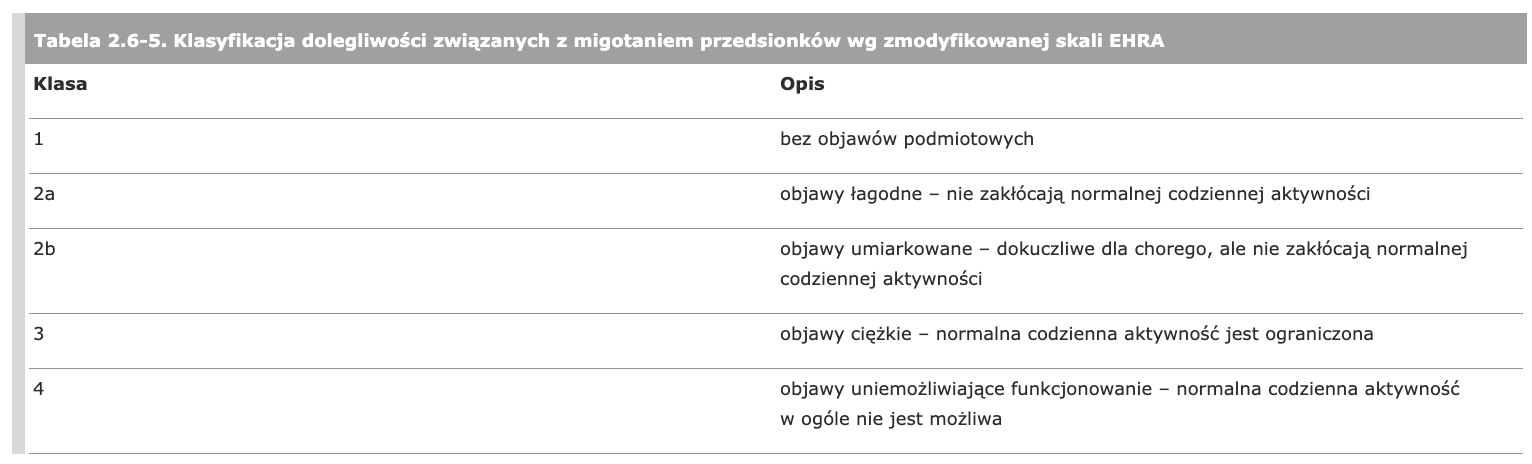 Tabela 2.6-5. Klasyfikacja dolegliwości związanych z migotaniem przedsionków wg zmodyfikowanej skali EHRA
Klasa Opis
1 bez objawów podmiotowych
2a objawy łagodne – nie zakłócają normalnej codziennej aktywności
2b objawy umiarkowane – dokuczliwe dla chorego, ale nie zakłócają normalnej
codziennej aktywności
3 objawy ciężkie – normalna codzienna aktywność jest ograniczona
4 objawy uniemożliwiające funkcjonowanie – normalna codzienna aktywność
w ogóle nie jest możliwa